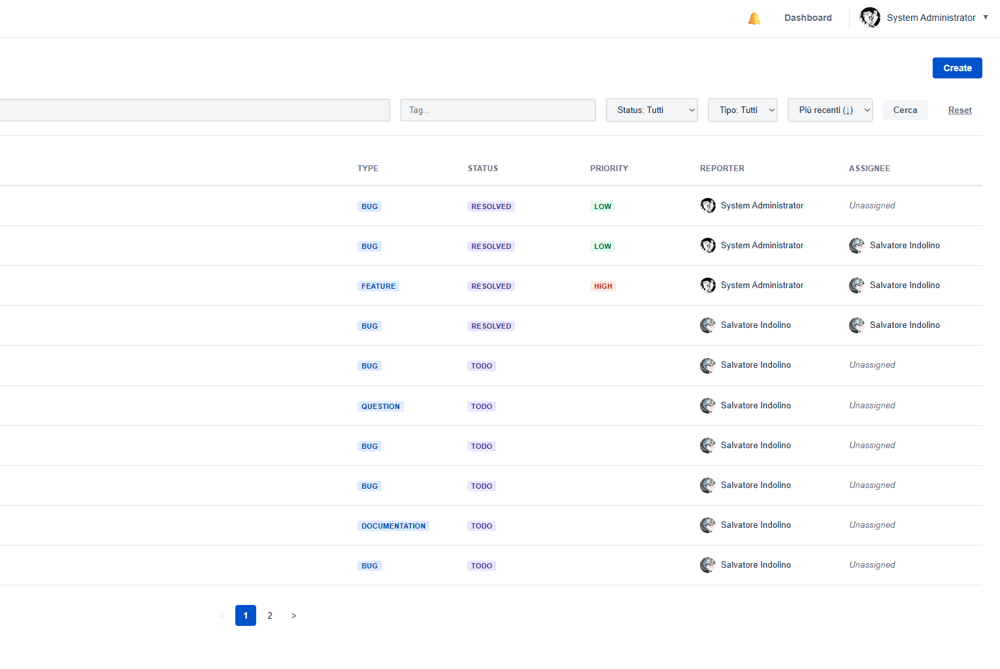 Dashboard System Administrator ▼
Create
Tag... Status: Tutti Tipo: Tutti Più recenti (↓) Cerca Reset
TYPE STATUS PRIORITY REPORTER ASSIGNEE
BUG RESOLVED LOW System Administrator Unassigned
BUG RESOLVED LOW System Administrator Salvatore Indolino
FEATURE RESOLVED HIGH System Administrator Salvatore Indolino
BUG RESOLVED Salvatore Indolino Salvatore Indolino
BUG TODO Salvatore Indolino Unassigned
QUESTION TODO Salvatore Indolino Unassigned
BUG TODO Salvatore Indolino Unassigned
BUG TODO Salvatore Indolino Unassigned
DOCUMENTATION TODO Salvatore Indolino Unassigned
BUG TODO Salvatore Indolino Unassigned
< 1 2 >